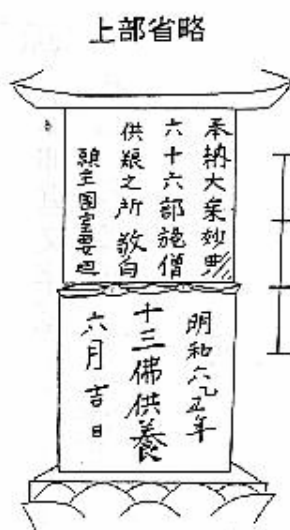 上部省略
奉納大乗妙典
六十六部施僧
供粮之所 敬白
願主
明和六己丑年
十三佛供養
六月吉日